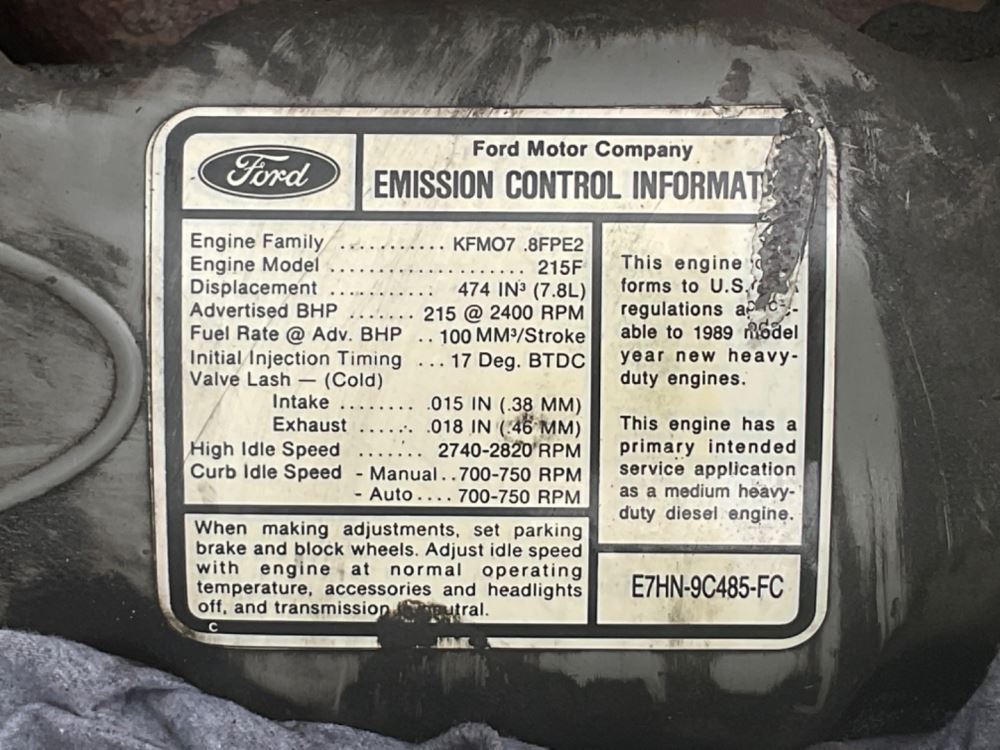 Ford
Ford Motor Company
EMISSION CONTROL INFORMAT
Engine Family .......... KFMO7 .8FPE2
Engine Model .................... 215F
Displacement .......... 474 IN³ (7.8L)
Advertised BHP ...... 215 @ 2400 RPM
Fuel Rate @ Adv. BHP .. 100 MM³/Stroke
Initial Injection Timing ... 17 Deg. BTDC
Valve Lash — (Cold)
Intake ........ .015 IN (.38 MM)
Exhaust ...... .018 IN (.46 MM)
High Idle Speed ....... 2740-2820 RPM
Curb Idle Speed - Manual..700-750 RPM
- Auto.... 700-750 RPM
When making adjustments, set parking
brake and block wheels. Adjust idle speed
with engine at normal operating
temperature, accessories and headlights
off, and transmission
C
This engine
forms to U.S.
regulations
able to 1989 model
year new heavy-
duty engines.
This engine has a
primary intended
service application
as a medium heavy-
duty diesel engine.
E7HN-9C485-FC